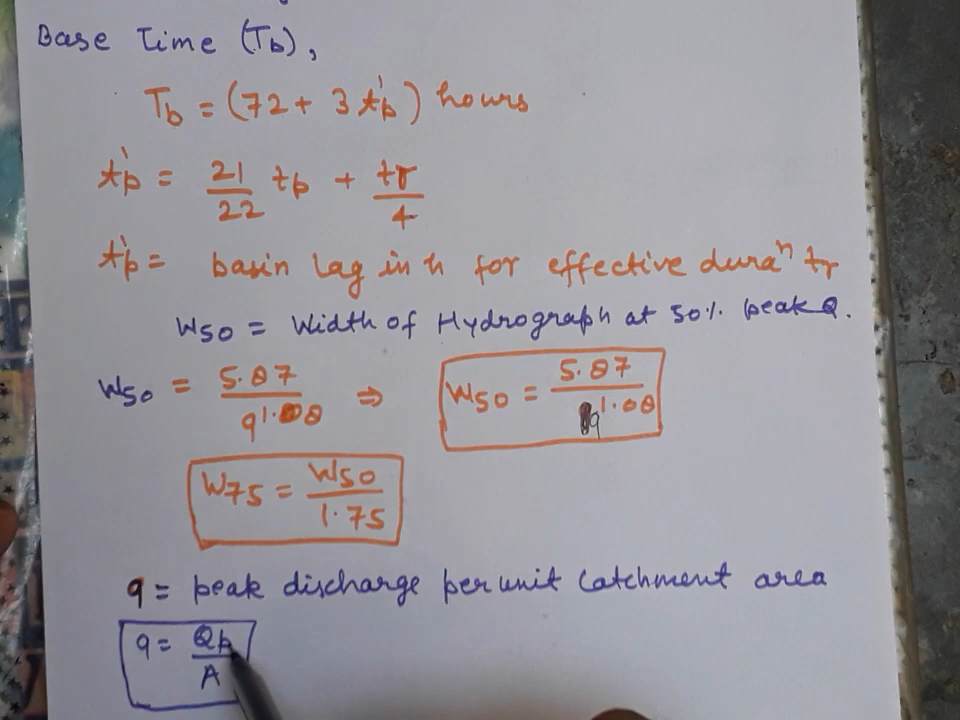 Base Time (Tb),
Tb = (72 + 3 t'p) hours
t'p = 21/22 tp + tr/4
t'p = basin lag in h for effective duraⁿ tr
W50 = Width of Hydrograph at 50% peak Q.
W50 = 5.87/q^1.08 ⇒ W50 = 5.87/q^1.08
W75 = W50/1.75
q = peak discharge per unit Catchment area
q = Qp/A